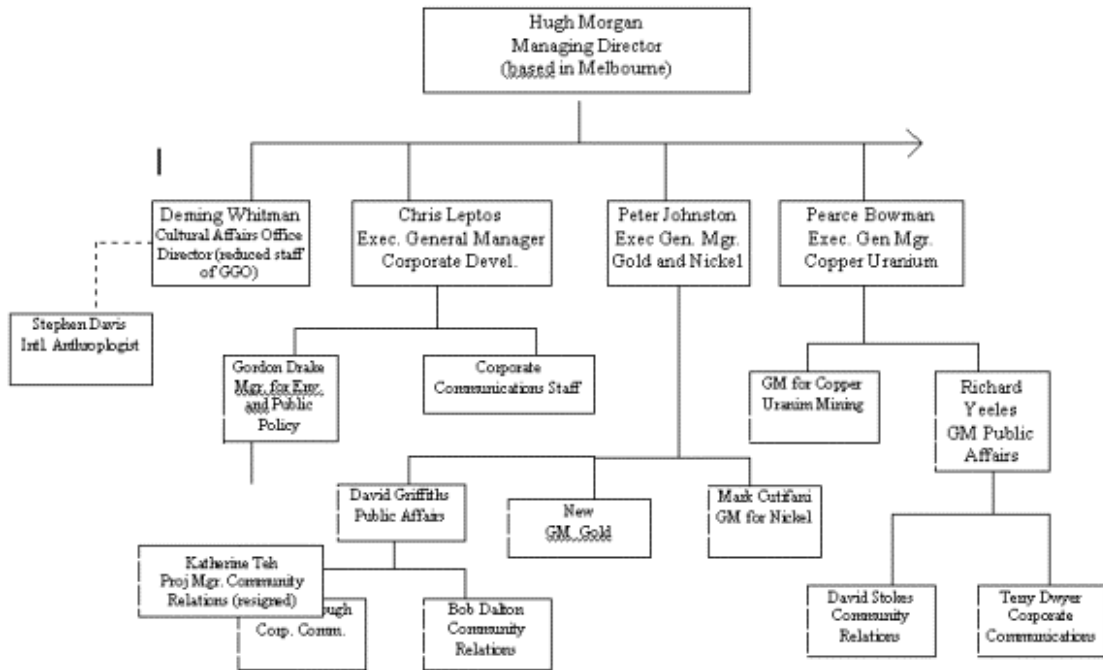 Hugh Morgan
Managing Director
(based in Melbourne)
Deming Whitman
Cultural Affairs Office
Director (reduced staff
of GGO)
Chris Leptos
Exec. General Manager
Corporate Devel.
Peter Johnston
Exec Gen. Mgr.
Gold and Nickel
Pearce Bowman
Exec. Gen Mgr.
Copper Uranium
Stephen Davis
Intl. Anthroplogist
Gordon Drake
Mgr. for Env.
and Public
Policy
Corporate
Communications Staff
GM for Copper
Uranim Mining
Richard
Yeeles
GM Public
Affairs
David Griffiths
Public Affairs
New
GM, Gold
Mark Cutifani
GM for Nickel
Katherine Teh
Proj Mgr. Community
Relations (resigned)
ough
Corp. Comm.
Bob Dalton
Community
Relations
David Stokes
Community
Relations
Terry Dwyer
Corporate
Communications